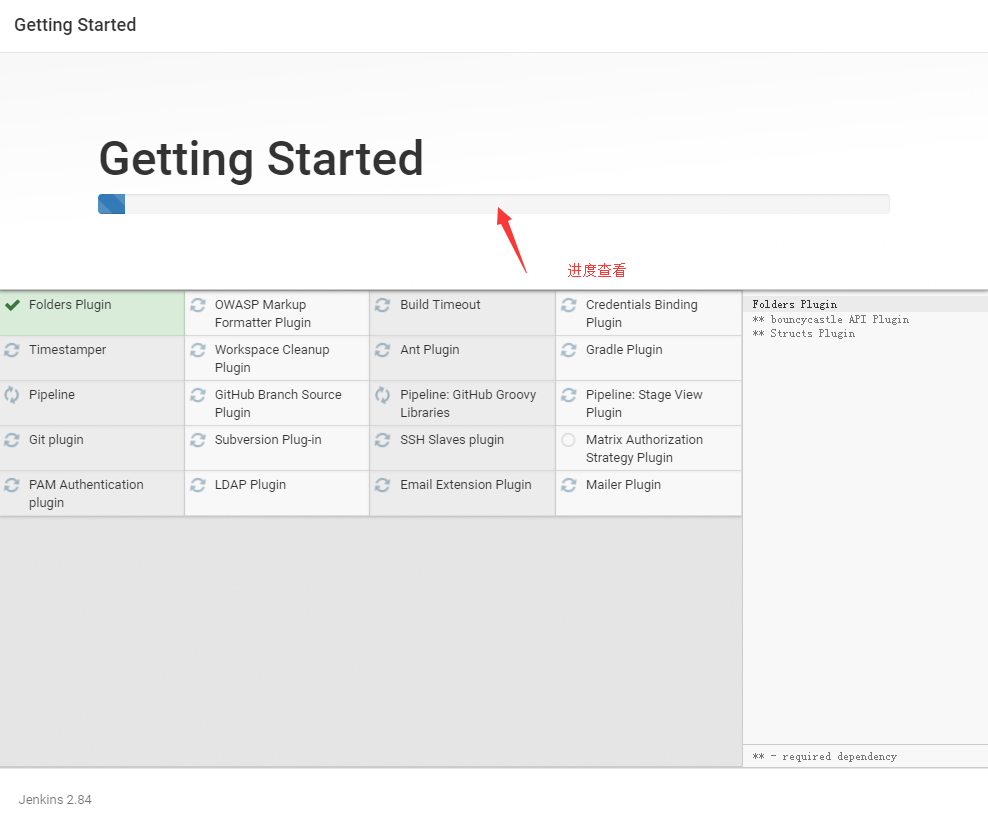 Getting Started
Getting Started
进度查看
Folders Plugin
OWASP Markup
Formatter Plugin
Build Timeout
Credentials Binding
Plugin
Timestamper
Workspace Cleanup
Plugin
Ant Plugin
Gradle Plugin
Pipeline
GitHub Branch Source
Plugin
Pipeline: GitHub Groovy
Libraries
Pipeline: Stage View
Plugin
Git plugin
Subversion Plug-in
SSH Slaves plugin
Matrix Authorization
Strategy Plugin
PAM Authentication
plugin
LDAP Plugin
Email Extension Plugin
Mailer Plugin
Folders Plugin
** bouncycastle API Plugin
** Structs Plugin
** - required dependency
Jenkins 2.84